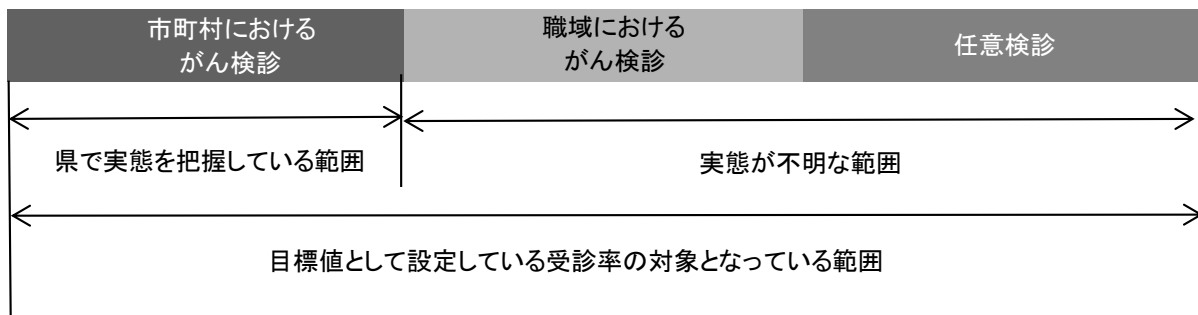 市町村における
がん検診
職域における
がん検診
任意検診
県で実態を把握している範囲
実態が不明な範囲
目標値として設定している受診率の対象となっている範囲